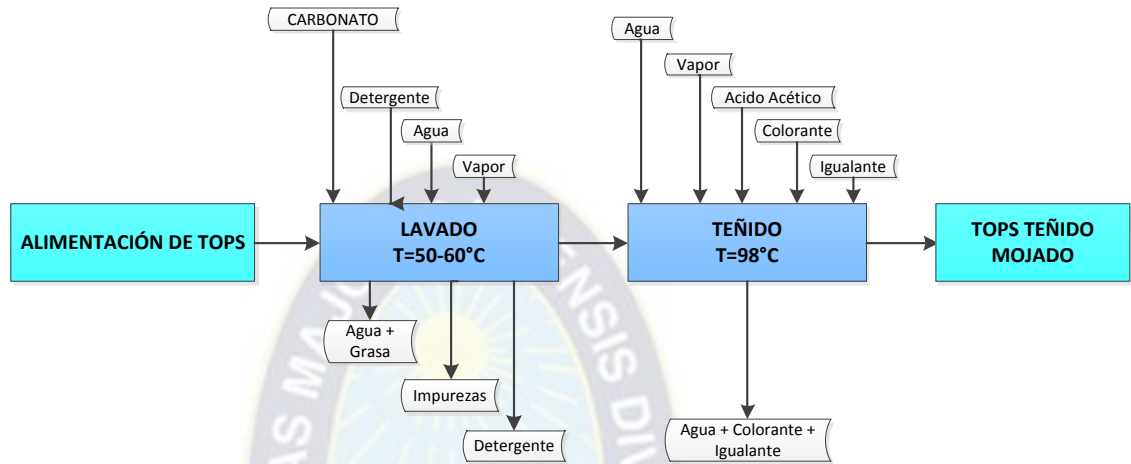 CARBONATO
Detergente
Agua
Vapor
Agua
Vapor
Acido Acético
Colorante
Igualante
ALIMENTACIÓN DE TOPS
LAVADO
T=50-60°C
TEÑIDO
T=98°C
TOPS TEÑIDO
MOJADO
Agua +
Grasa
Impurezas
Detergente
Agua + Colorante +
Igualante